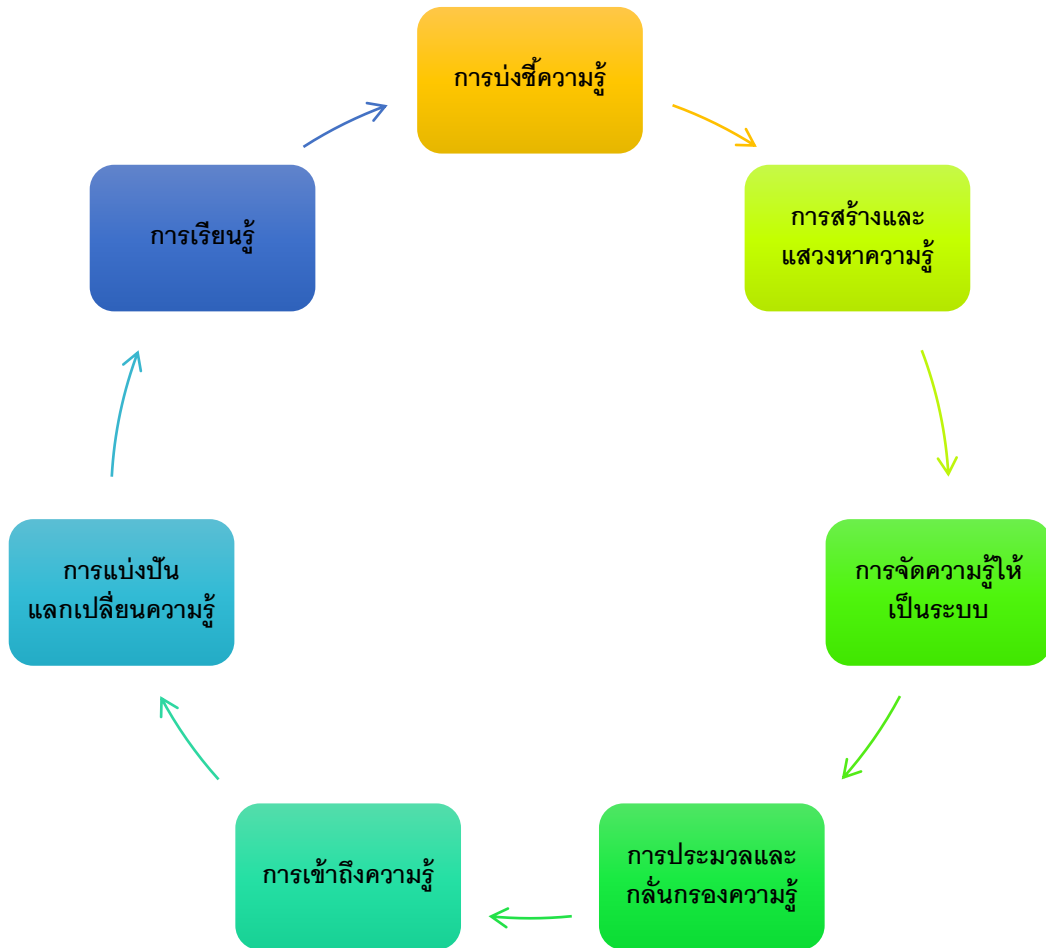 การบ่งชี้ความรู้
การสร้างและ
แสวงหาความรู้
การจัดความรู้ให้
เป็นระบบ
การประมวลและ
กลั่นกรองความรู้
การเข้าถึงความรู้
การแบ่งปัน
แลกเปลี่ยนความรู้
การเรียนรู้